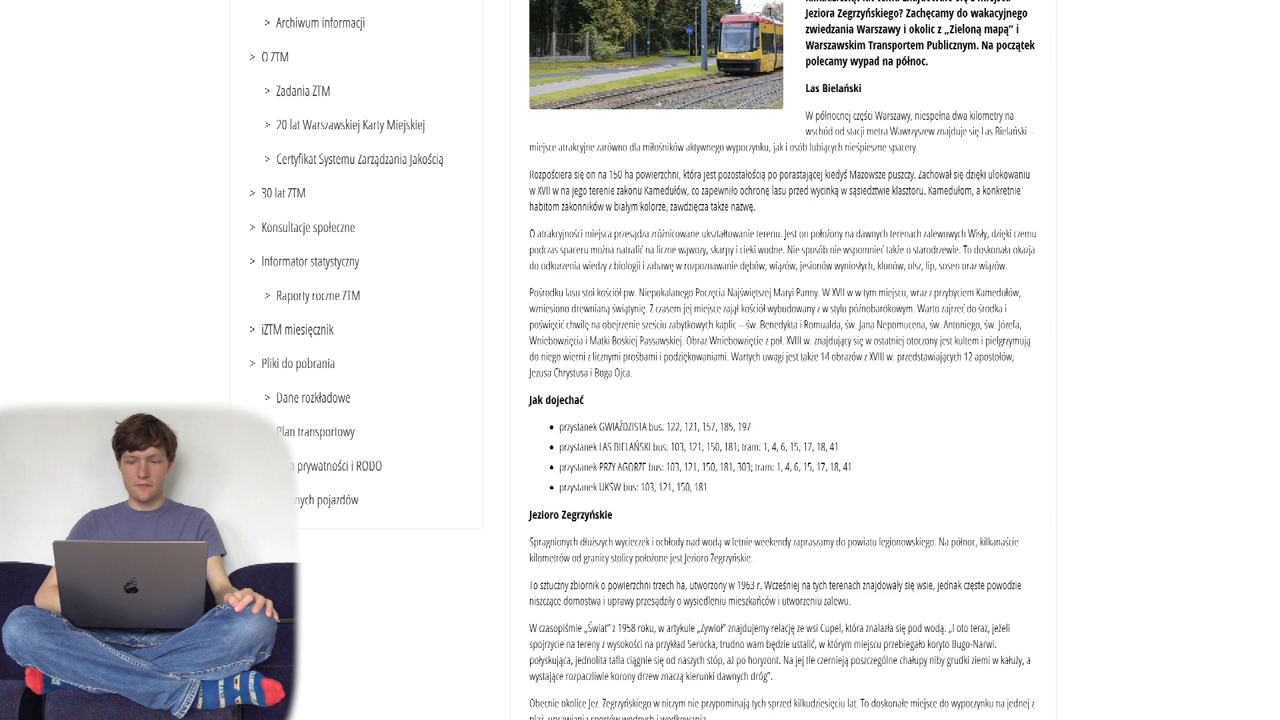 > Archiwum informacji
> O ZTM
> Zadania ZTM
> 20 lat Warszawskiej Karty Miejskiej
> Certyfikat Systemu Zarządzania Jakością
> 30 lat ZTM
> Konsultacje społeczne
> Informator statystyczny
> Raporty roczne ZTM
> iZTM miesięcznik
> Pliki do pobrania
> Dane rozkładowe
Plan transportowy
prywatności i RODO
pojazdów
Jeziora Zegrzyńskiego? Zachęcamy do wakacyjnego
zwiedzania Warszawy i okolic z „Zieloną mapą” i
Warszawskim Transportem Publicznym. Na początek
polecamy wypad na północ.
Las Bielański
W północnej części Warszawy, niespełna dwa kilometry na
wschód od stacji metra Wawrzyszew znajduje się Las Bielański –
miejsce atrakcyjne zarówno dla miłośników aktywnego wypoczynku, jak i osób lubiących nieśpieszne spacery.
Rozpościera się on na 150 ha powierzchni, która jest pozostałością po porastającej kiedyś Mazowsze puszczy. Zachował się dzięki ulokowaniu
w XVII w na jego terenie zakonu Kamedułów, co zapewniło ochronę lasu przed wycinką w sąsiedztwie klasztoru. Kamedułom, a konkretnie
habitom zakonników w białym kolorze, zawdzięcza także nazwę.
O atrakcyjności miejsca przesądza zróżnicowane ukształtowanie terenu. Jest on położony na dawnych terenach zalewowych Wisły, dzięki czemu
podczas spaceru można natrafić na liczne wąwozy, skarpy i cieki wodne. Nie sposób nie wspomnieć także o starodrzewie. To doskonała okazja
do odkurzenia wiedzy z biologii i zabawę w rozpoznawanie dębów, wiązów, jesionów wyniosłych, klonów, olsz, lip, sosen oraz wiązów.
Pośrodku lasu stoi kościół pw. Niepokalanego Poczęcia Najświętszej Maryi Panny. W XVII w w tym miejscu, wraz z przybyciem Kamedułów,
wzniesiono drewnianą świątynię. Z czasem jej miejsce zajął kościół wybudowany z w stylu późnobarokowym. Warto zajrzeć do środka i
poświęcić chwilę na obejrzenie sześciu zabytkowych kaplic – św. Benedykta i Romualda, św. Jana Nepomucena, św. Antoniego, św. Józefa,
Wniebowzięcia i Matki Boskiej Passawskiej. Obraz Wniebowzięcie z poł. XVIII w. znajdujący się w ostatniej otoczony jest kultem i pielgrzymują
do niego wierni z licznymi prośbami i podziękowaniami. Wartych uwagi jest także 14 obrazów z XVIII w. przedstawiających 12 apostołów,
Jezusa Chrystusa i Boga Ojca.
Jak dojechać
• przystanek GWIAŹDZISTA bus: 122, 121, 157, 185, 197
• przystanek LAS BIELAŃSKI bus: 103, 121, 150, 181; tram: 1, 4, 6, 15, 17, 18, 41
• przystanek PRZY AGORZE bus: 103, 121, 150, 181, 303; tram: 1, 4, 6, 15, 17, 18, 41
• przystanek UKSW bus: 103, 121, 150, 181
Jezioro Zegrzyńskie
Spragnionych dłuższych wycieczek i ochłody nad wodą w letnie weekendy zapraszamy do powiatu legionowskiego. Na północ, kilkanaście
kilometrów od granicy stolicy położone jest Jezioro Zegrzyńskie.
To sztuczny zbiornik o powierzchni trzech ha, utworzony w 1963 r. Wcześniej na tych terenach znajdowały się wsie, jednak częste powodzie
niszczące domostwa i uprawy przesądziły o wysiedleniu mieszkańców i utworzeniu zalewu.
W czasopiśmie „Świat” z 1958 roku, w artykule „Żywioł” znajdujemy relację ze wsi Cupel, która znalazła się pod wodą: „I oto teraz, jeżeli
spojrzycie na tereny z wysokości na przykład Serocka, trudno wam będzie ustalić, w którym miejscu przebiegało koryto Bugo-Narwi.
połyskująca, jednolita tafla ciągnie się od naszych stóp, aż po horyzont. Na jej tle czernieją poszczególne chałupy niby grudki ziemi w kałuży, a
wystające rozpaczliwie korony drzew znaczą kierunki dawnych dróg”.
Obecnie okolice Jez. Zegrzyńskiego w niczym nie przypominają tych sprzed kilkudziesięciu lat. To doskonałe miejsce do wypoczynku na jednej z
plaż, uprawiania sportów wodnych i wędkowania.